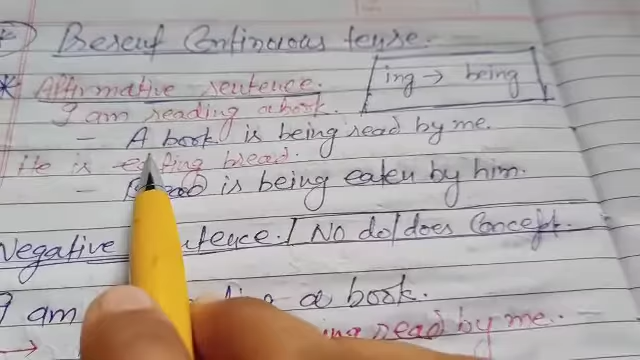 Present Continuous tense.
* Affirmative sentence.
ing → being
I am reading a book.
- A book is being read by me.
He is eating bread.
- Bread is being eaten by him.
Negative / No do/does Concept.
I am a book.
→ read by me.